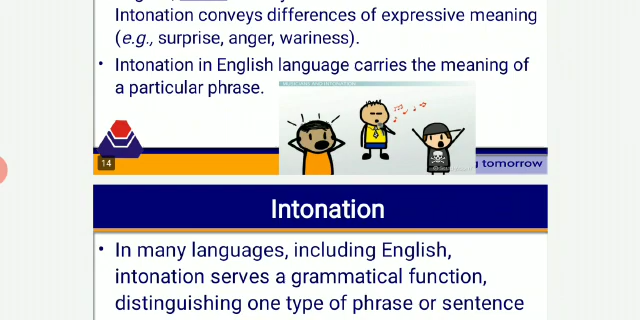 Intonation conveys differences of expressive meaning
(e.g., surprise, anger, wariness).
• Intonation in English language carries the meaning of
a particular phrase.
14
tomorrow
Intonation
• In many languages, including English,
intonation serves a grammatical function,
distinguishing one type of phrase or sentence